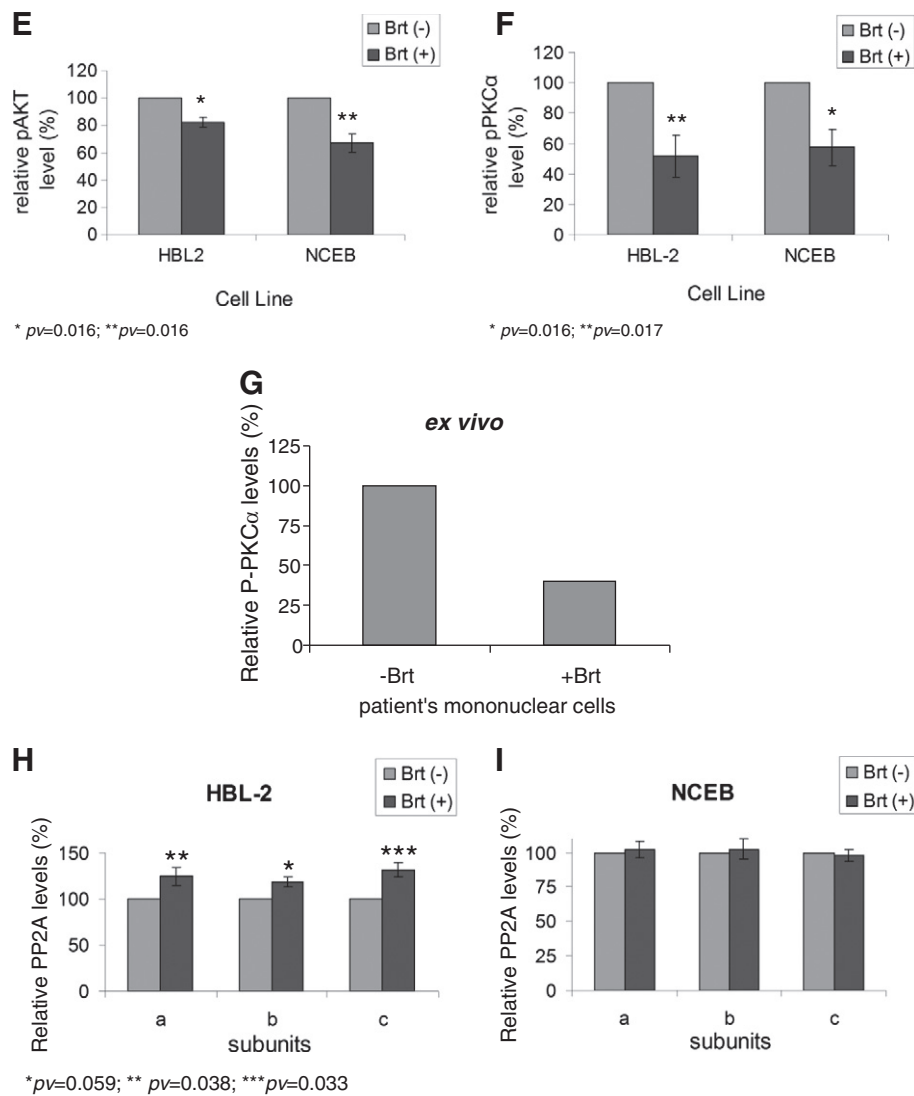 E
Brt (-)
Brt (+)
relative pAKT
level (%)
120
100
80
60
40
20
0
*
**
HBL2
NCEB
Cell Line
* pv=0.016; **pv=0.016
F
Brt (-)
Brt (+)
relative pPKCα
level (%)
120
100
80
60
40
20
0
**
*
HBL-2
NCEB
Cell Line
* pv=0.016; **pv=0.017
G
ex vivo
Relative P-PKCα levels (%)
125
100
75
50
25
0
-Brt
+Brt
patient's mononuclear cells
H
Brt (-)
Brt (+)
HBL-2
Relative PP2A levels (%)
150
100
50
0
**
*
***
a
b
c
subunits
*pv=0.059; ** pv=0.038; ***pv=0.033
I
Brt (-)
Brt (+)
NCEB
Relative PP2A levels (%)
100
75
50
25
0
a
b
c
subunits